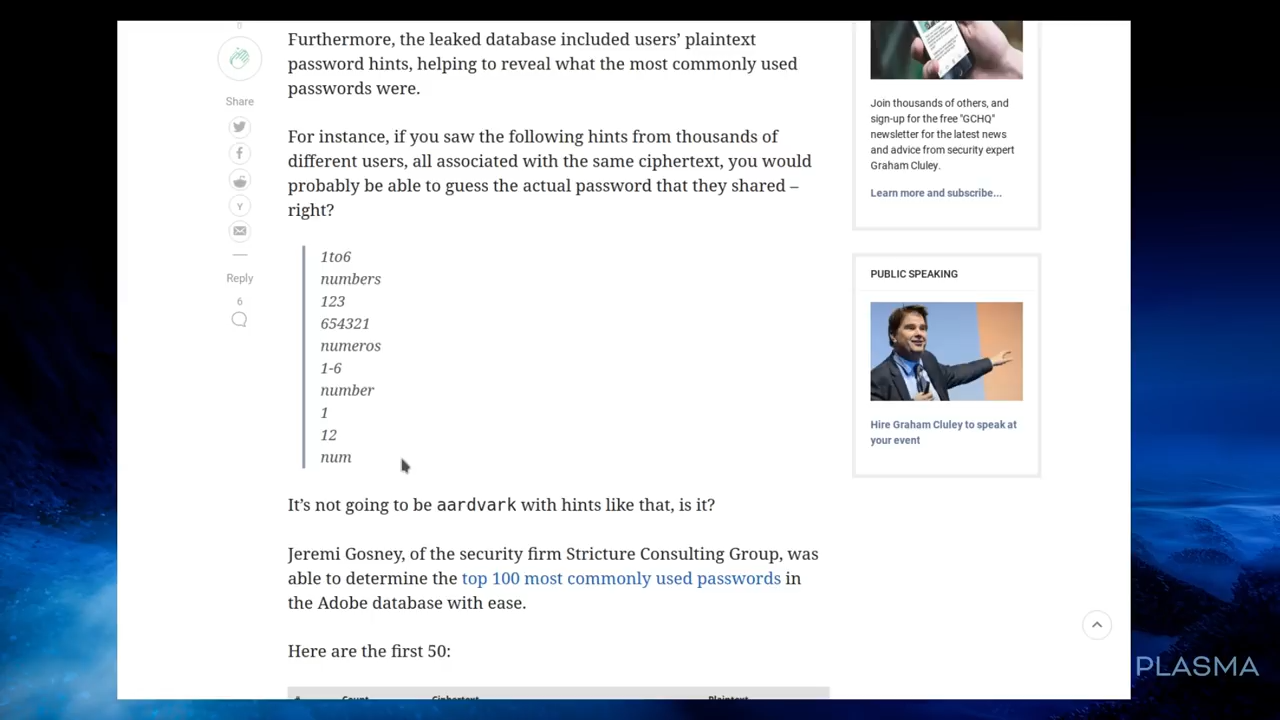 0
Share
Reply
6
Furthermore, the leaked database included users’ plaintext
password hints, helping to reveal what the most commonly used
passwords were.
For instance, if you saw the following hints from thousands of
different users, all associated with the same ciphertext, you would
probably be able to guess the actual password that they shared –
right?
1to6
numbers
123
654321
numeros
1-6
number
1
12
num
It’s not going to be aardvark with hints like that, is it?
Jeremi Gosney, of the security firm Stricture Consulting Group, was
able to determine the top 100 most commonly used passwords in
the Adobe database with ease.
Here are the first 50:
# Count Ciphertext Plaintext
Join thousands of others, and
sign-up for the free "GCHQ"
newsletter for the latest news
and advice from security expert
Graham Cluley.
Learn more and subscribe...
PUBLIC SPEAKING
Hire Graham Cluley to speak at
your event
PLASMA